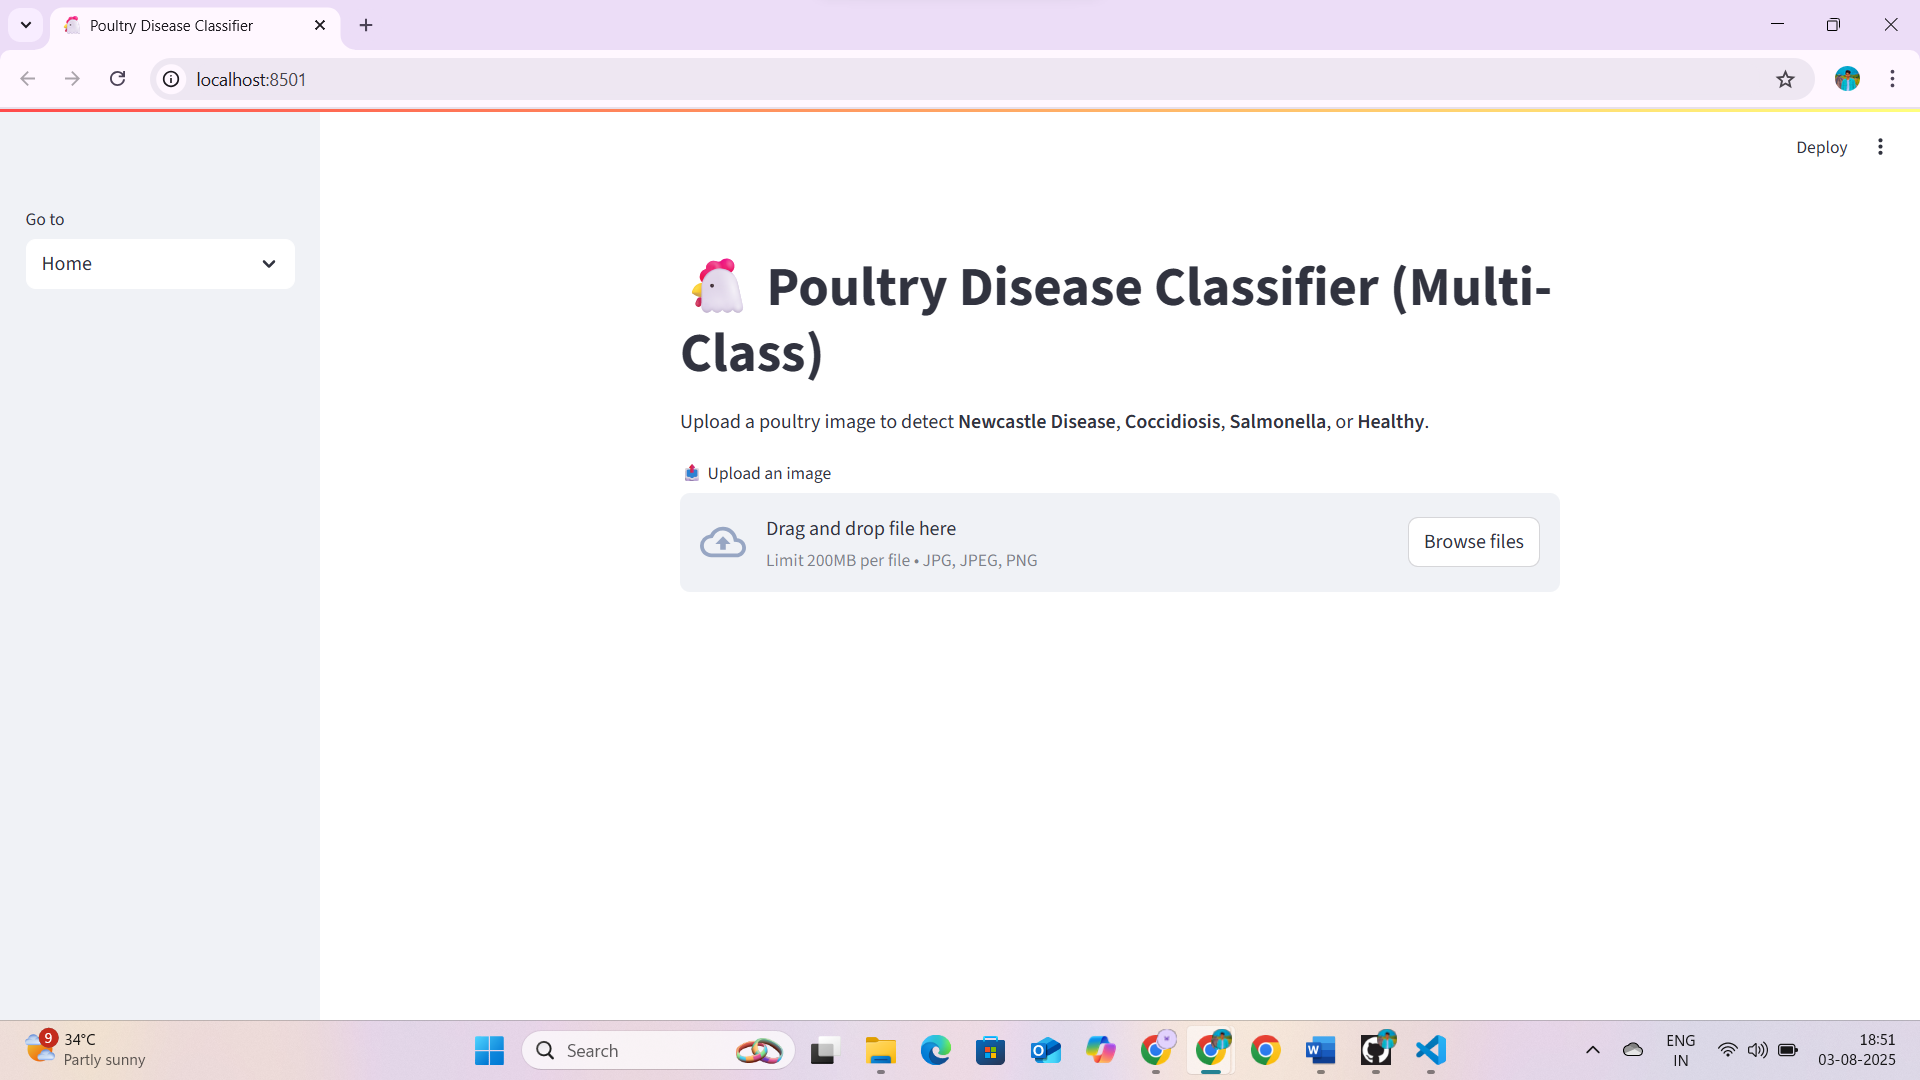 Poultry Disease Classifier
localhost:8501
Deploy
Go to
Home
Poultry Disease Classifier (Multi-
Class)
Upload a poultry image to detect Newcastle Disease, Coccidiosis, Salmonella, or Healthy.
Upload an image
Drag and drop file here
Limit 200MB per file • JPG, JPEG, PNG
Browse files
9
34°C
Partly sunny
Search
ENG
IN
18:51
03-08-2025